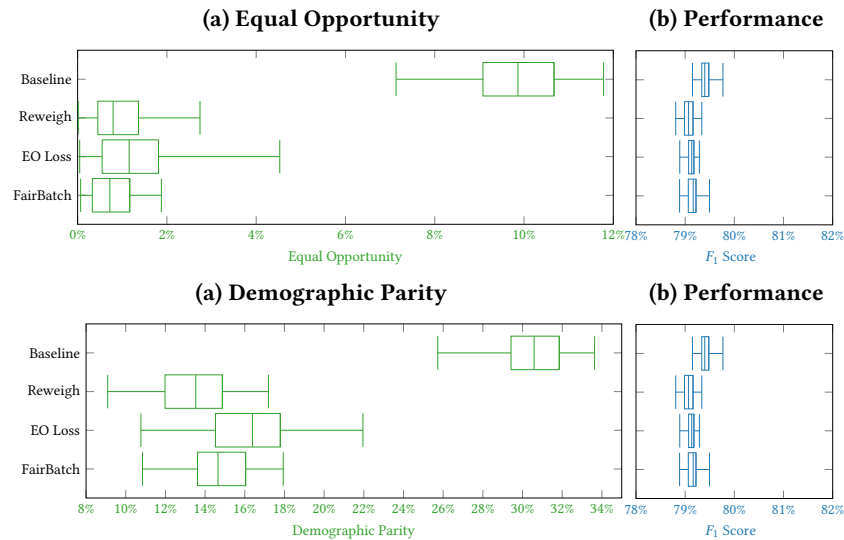 (a) Equal Opportunity
(b) Performance
Baseline
Reweigh
EO Loss
FairBatch
0% 2% 4% 6% 8% 10% 12%
78% 79% 80% 81% 82%
Equal Opportunity
F1 Score
(a) Demographic Parity
(b) Performance
Baseline
Reweigh
EO Loss
FairBatch
8% 10% 12% 14% 16% 18% 20% 22% 24% 26% 28% 30% 32% 34%
78% 79% 80% 81% 82%
Demographic Parity
F1 Score